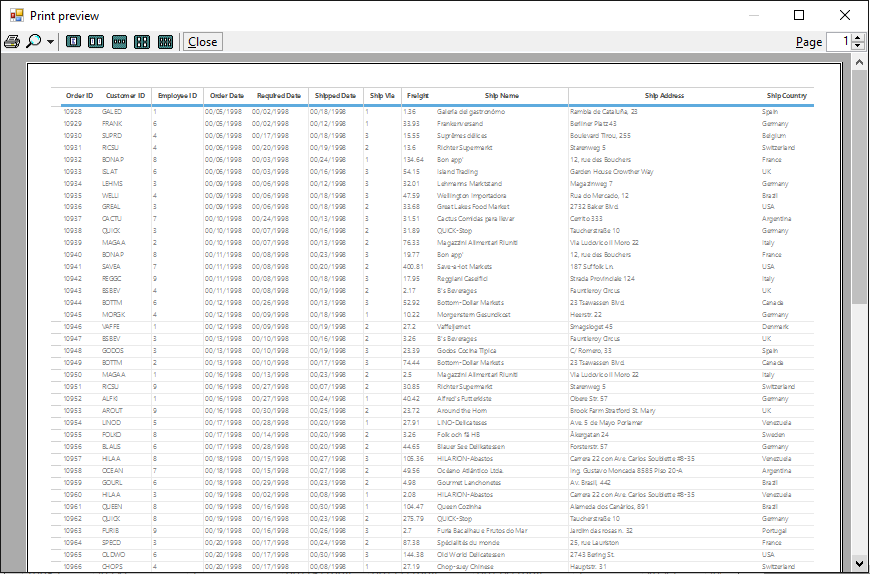 Print preview
Close
Page 1
Order ID Customer ID Employee ID Order Date Required Date Shipped Date Ship Via Freight Ship Name Ship Address Ship Country
10928 GALED 1 00/05/1998 00/02/1998 00/18/1998 1 1.36 Galería del gastronómo Rambla de Cataluña, 23 Spain
10929 FRANK 6 00/05/1998 00/02/1998 00/12/1998 1 33.93 Frankenversand Berliner Platz 43 Germany
10930 SUPRD 4 00/06/1998 00/17/1998 00/18/1998 3 15.55 Suprêmes délices Boulevard Tirou, 255 Belgium
10931 RICSU 4 00/06/1998 00/20/1998 00/19/1998 2 13.6 Richter Supermarkt Starenweg 5 Switzerland
10932 BONAP 8 00/06/1998 00/03/1998 00/24/1998 1 134.64 Bon app' 12, rue des Bouchers France
10933 ISLAT 6 00/06/1998 00/03/1998 00/16/1998 3 54.15 Island Trading Garden House Crowther Way UK
10934 LEHMS 3 00/09/1998 00/06/1998 00/12/1998 3 32.01 Lehmanns Marktstand Magazinweg 7 Germany
10935 WELLI 4 00/09/1998 00/06/1998 00/18/1998 3 47.59 Wellington Importadora Rua do Mercado, 12 Brazil
10936 GREAL 3 00/09/1998 00/06/1998 00/18/1998 2 33.68 Great Lakes Food Market 2732 Baker Blvd. USA
10937 CACTU 7 00/10/1998 00/24/1998 00/13/1998 3 31.51 Cactus Comidas para llevar Cerrito 333 Argentina
10938 QUICK 3 00/10/1998 00/07/1998 00/16/1998 2 31.89 QUICK-Stop Taucherstraße 10 Germany
10939 MAGAA 2 00/10/1998 00/07/1998 00/13/1998 2 76.33 Magazzini Alimentari Riuniti Via Ludovico il Moro 22 Italy
10940 BONAP 8 00/11/1998 00/08/1998 00/23/1998 3 19.77 Bon app' 12, rue des Bouchers France
10941 SAVEA 7 00/11/1998 00/08/1998 00/20/1998 2 400.81 Save-a-lot Markets 187 Suffolk Ln. USA
10942 REGGC 9 00/11/1998 00/08/1998 00/18/1998 3 17.95 Reggiani Caseifici Strada Provinciale 124 Italy
10943 BSBEV 4 00/11/1998 00/08/1998 00/19/1998 2 2.17 B's Beverages Fauntleroy Circus UK
10944 BOTTM 6 00/12/1998 00/26/1998 00/13/1998 3 52.92 Bottom-Dollar Markets 23 Tsawassen Blvd. Canada
10945 MORGK 4 00/12/1998 00/09/1998 00/18/1998 1 10.22 Morgenstern Gesundkost Heerstr. 22 Germany
10946 VAFFE 1 00/12/1998 00/09/1998 00/19/1998 2 27.2 Vaffeljernet Smagsloget 45 Denmark
10947 BSBEV 3 00/13/1998 00/10/1998 00/16/1998 2 3.26 B's Beverages Fauntleroy Circus UK
10948 GODOS 3 00/13/1998 00/10/1998 00/19/1998 3 23.39 Godos Cocina Típica C/ Romero, 33 Spain
10949 BOTTM 2 00/13/1998 00/10/1998 00/17/1998 3 74.44 Bottom-Dollar Markets 23 Tsawassen Blvd. Canada
10950 MAGAA 1 00/16/1998 00/13/1998 00/23/1998 2 2.5 Magazzini Alimentari Riuniti Via Ludovico il Moro 22 Italy
10951 RICSU 9 00/16/1998 00/27/1998 00/07/1998 2 30.85 Richter Supermarkt Starenweg 5 Switzerland
10952 ALFKI 1 00/16/1998 00/27/1998 00/24/1998 1 40.42 Alfred's Futterkiste Obere Str. 57 Germany
10953 AROUT 9 00/16/1998 00/30/1998 00/25/1998 2 23.72 Around the Horn Brook Farm Stratford St. Mary UK
10954 LINOD 5 00/17/1998 00/28/1998 00/20/1998 1 27.91 LINO-Delicateses Ave. 5 de Mayo Porlamar Venezuela
10955 FOLKO 8 00/17/1998 00/14/1998 00/20/1998 2 3.26 Folk och fä HB Åkergatan 24 Sweden
10956 BLAUS 6 00/17/1998 00/28/1998 00/20/1998 2 44.65 Blauer See Delikatessen Forsterstr. 57 Germany
10957 HILAA 8 00/18/1998 00/15/1998 00/27/1998 3 105.36 HILARION-Abastos Carrera 22 con Ave. Carlos Soublette #8-35 Venezuela
10958 OCEAN 7 00/18/1998 00/15/1998 00/27/1998 2 49.56 Océano Atlántico Ltda. Ing. Gustavo Moncada 8585 Piso 20-A Argentina
10959 GOURL 6 00/18/1998 00/29/1998 00/23/1998 2 4.98 Gourmet Lanchonetes Av. Brasil, 442 Brazil
10960 HILAA 3 00/19/1998 00/02/1998 00/08/1998 1 2.08 HILARION-Abastos Carrera 22 con Ave. Carlos Soublette #8-35 Venezuela
10961 QUEEN 8 00/19/1998 00/16/1998 00/30/1998 1 104.47 Queen Cozinha Alameda dos Canàrios, 891 Brazil
10962 QUICK 8 00/19/1998 00/16/1998 00/23/1998 2 275.79 QUICK-Stop Taucherstraße 10 Germany
10963 FURIB 9 00/19/1998 00/16/1998 00/26/1998 3 2.7 Furia Bacalhau e Frutos do Mar Jardim das rosas n. 32 Portugal
10964 SPECD 3 00/20/1998 00/17/1998 00/24/1998 2 87.38 Spécialités du monde 25, rue Lauriston France
10965 OLDWO 6 00/20/1998 00/17/1998 00/30/1998 3 144.38 Old World Delicatessen 2743 Bering St. USA
10966 CHOPS 4 00/20/1998 00/17/1998 00/08/1998 1 27.19 Chop-suey Chinese Hauptstr. 31 Switzerland